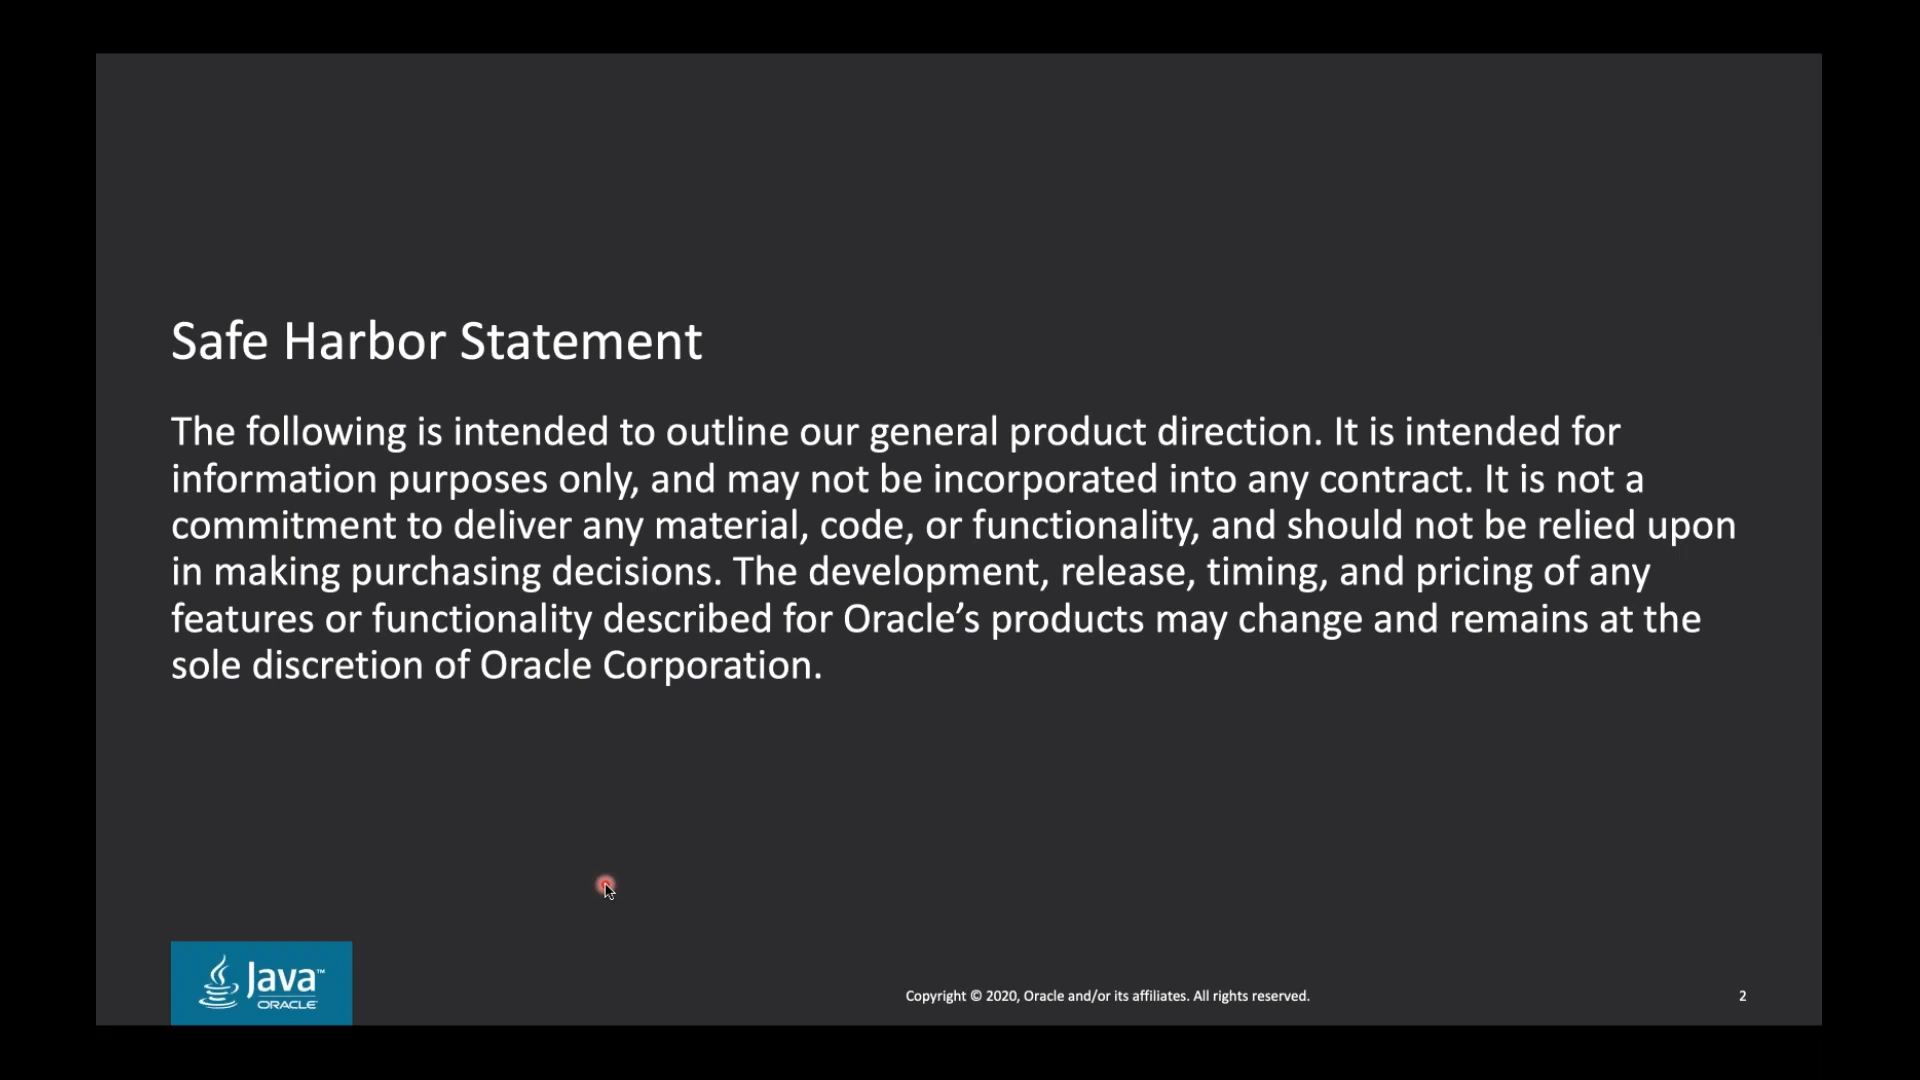 Safe Harbor Statement
The following is intended to outline our general product direction. It is intended for
information purposes only, and may not be incorporated into any contract. It is not a
commitment to deliver any material, code, or functionality, and should not be relied upon
in making purchasing decisions. The development, release, timing, and pricing of any
features or functionality described for Oracle’s products may change and remains at the
sole discretion of Oracle Corporation.
Java™
ORACLE
Copyright © 2020, Oracle and/or its affiliates. All rights reserved.
2